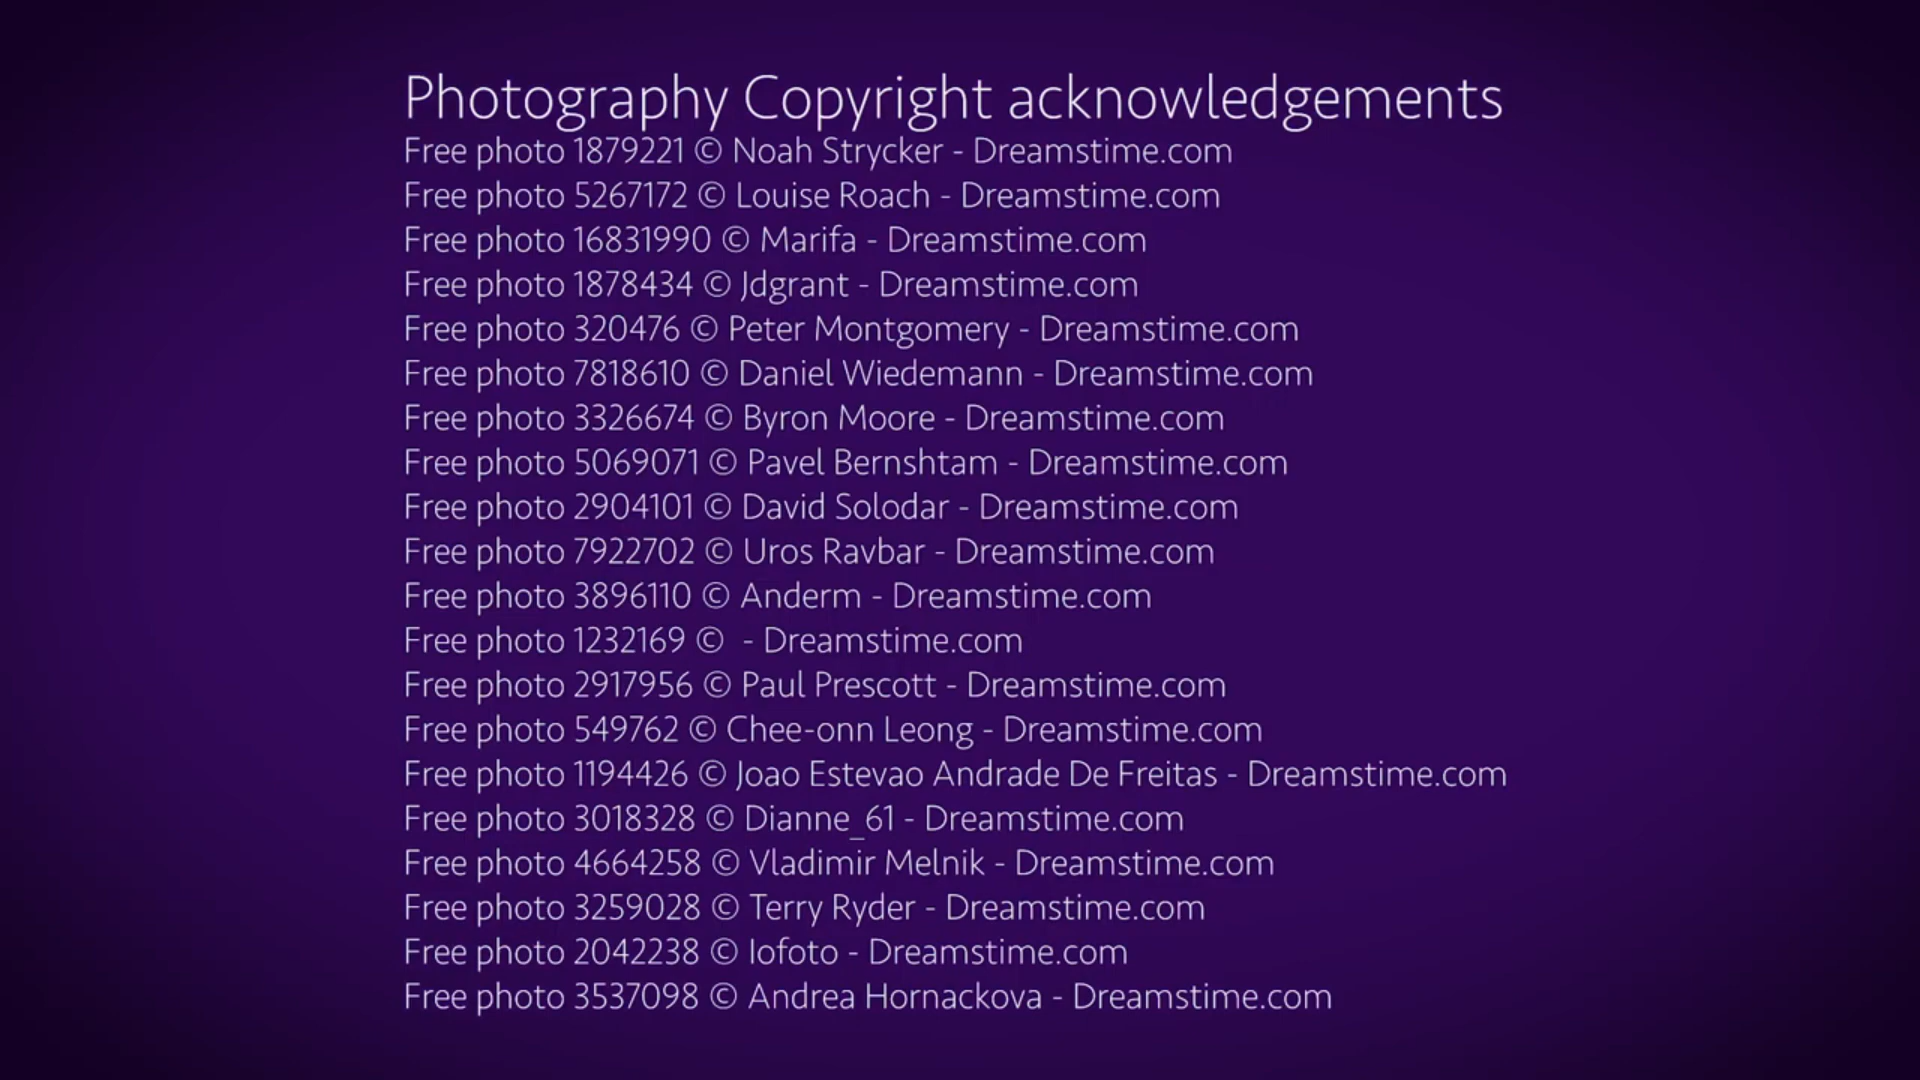 Photography Copyright acknowledgements
Free photo 1879221 © Noah Strycker - Dreamstime.com
Free photo 5267172 © Louise Roach - Dreamstime.com
Free photo 16831990 © Marifa - Dreamstime.com
Free photo 1878434 © Jdgrant - Dreamstime.com
Free photo 320476 © Peter Montgomery - Dreamstime.com
Free photo 7818610 © Daniel Wiedemann - Dreamstime.com
Free photo 3326674 © Byron Moore - Dreamstime.com
Free photo 5069071 © Pavel Bernshtam - Dreamstime.com
Free photo 2904101 © David Solodar - Dreamstime.com
Free photo 7922702 © Uros Ravbar - Dreamstime.com
Free photo 3896110 © Anderm - Dreamstime.com
Free photo 1232169 ©  - Dreamstime.com
Free photo 2917956 © Paul Prescott - Dreamstime.com
Free photo 549762 © Chee-onn Leong - Dreamstime.com
Free photo 1194426 © Joao Estevao Andrade De Freitas - Dreamstime.com
Free photo 3018328 © Dianne_61 - Dreamstime.com
Free photo 4664258 © Vladimir Melnik - Dreamstime.com
Free photo 3259028 © Terry Ryder - Dreamstime.com
Free photo 2042238 © Iofoto - Dreamstime.com
Free photo 3537098 © Andrea Hornackova - Dreamstime.com